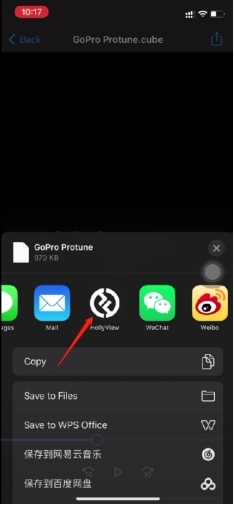 10:17
Back GoPro Protune.cube
GoPro Protune
970 KB
ages Mail HollyView WeChat Weibo
Copy
Save to Files
Save to WPS Office
保存到网易云音乐
保存到百度网盘